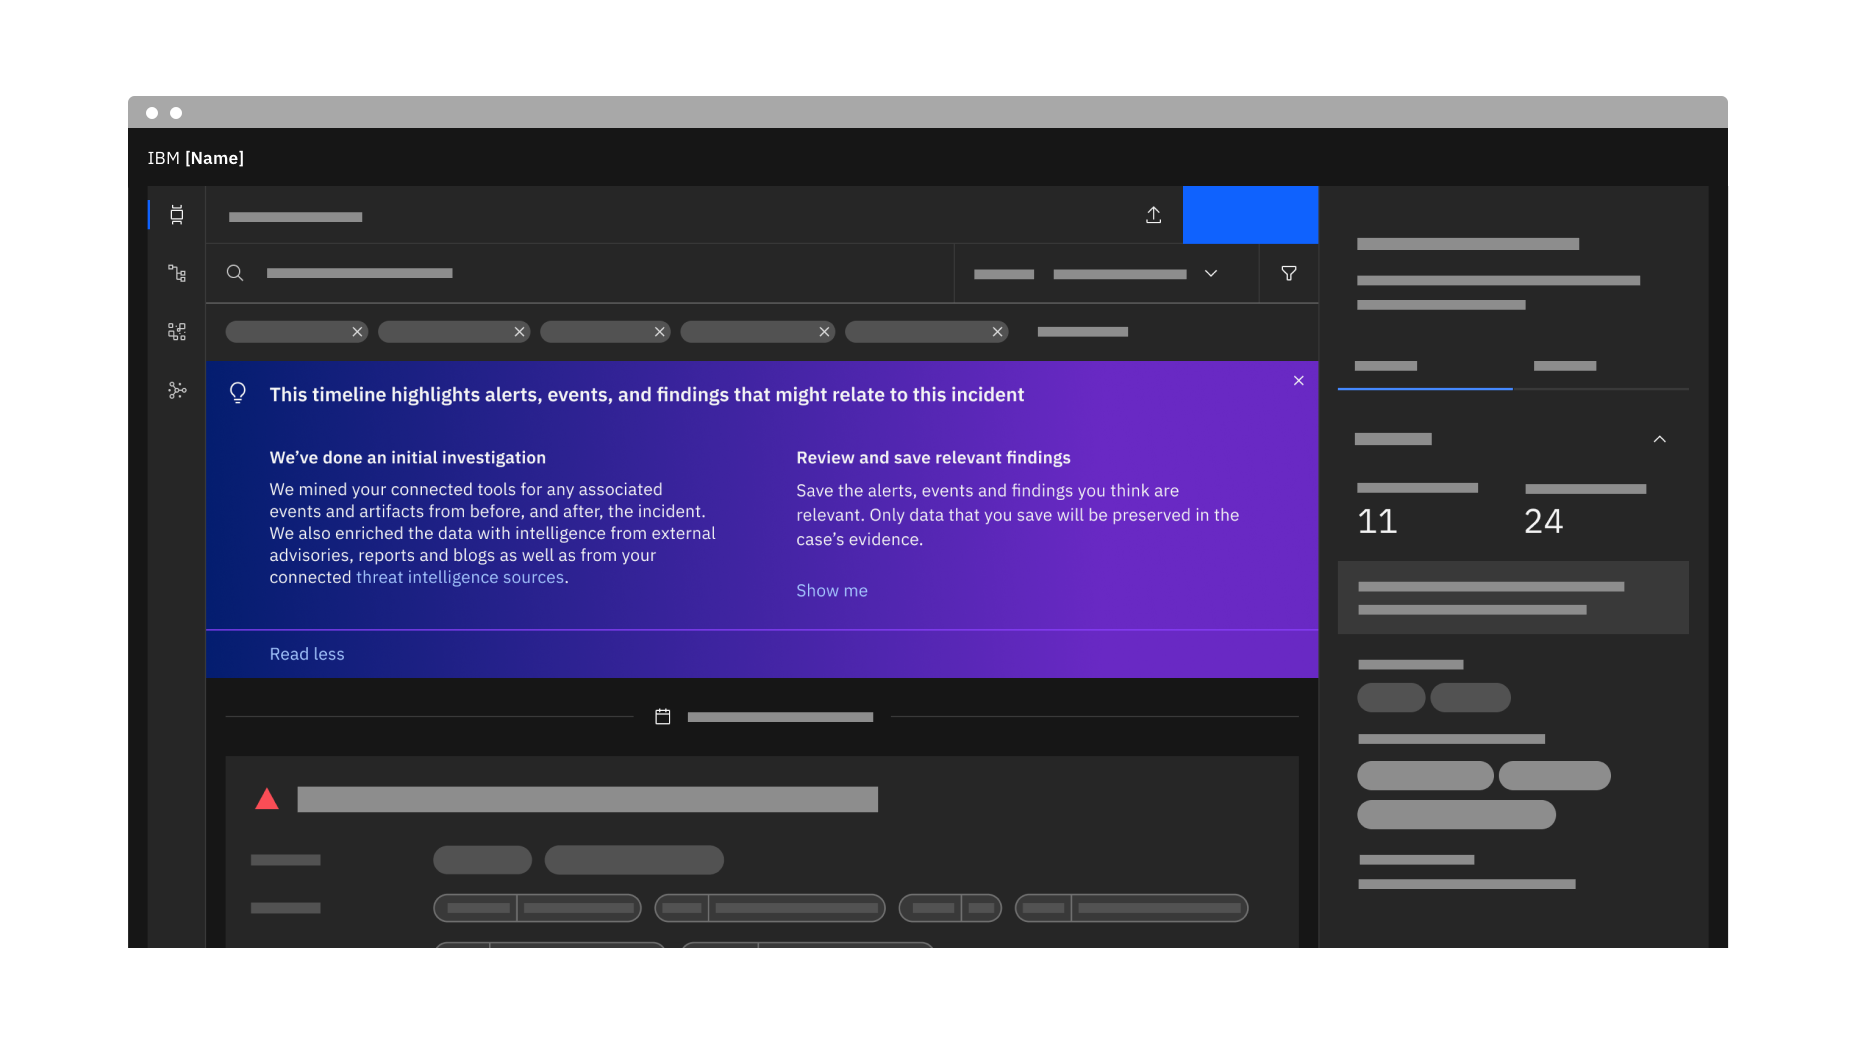 IBM [Name]
This timeline highlights alerts, events, and findings that might relate to this incident
We’ve done an initial investigation
We mined your connected tools for any associated
events and artifacts from before, and after, the incident.
We also enriched the data with intelligence from external
advisories, reports and blogs as well as from your
connected threat intelligence sources.
Review and save relevant findings
Save the alerts, events and findings you think are
relevant. Only data that you save will be preserved in the
case’s evidence.
Show me
Read less
11
24